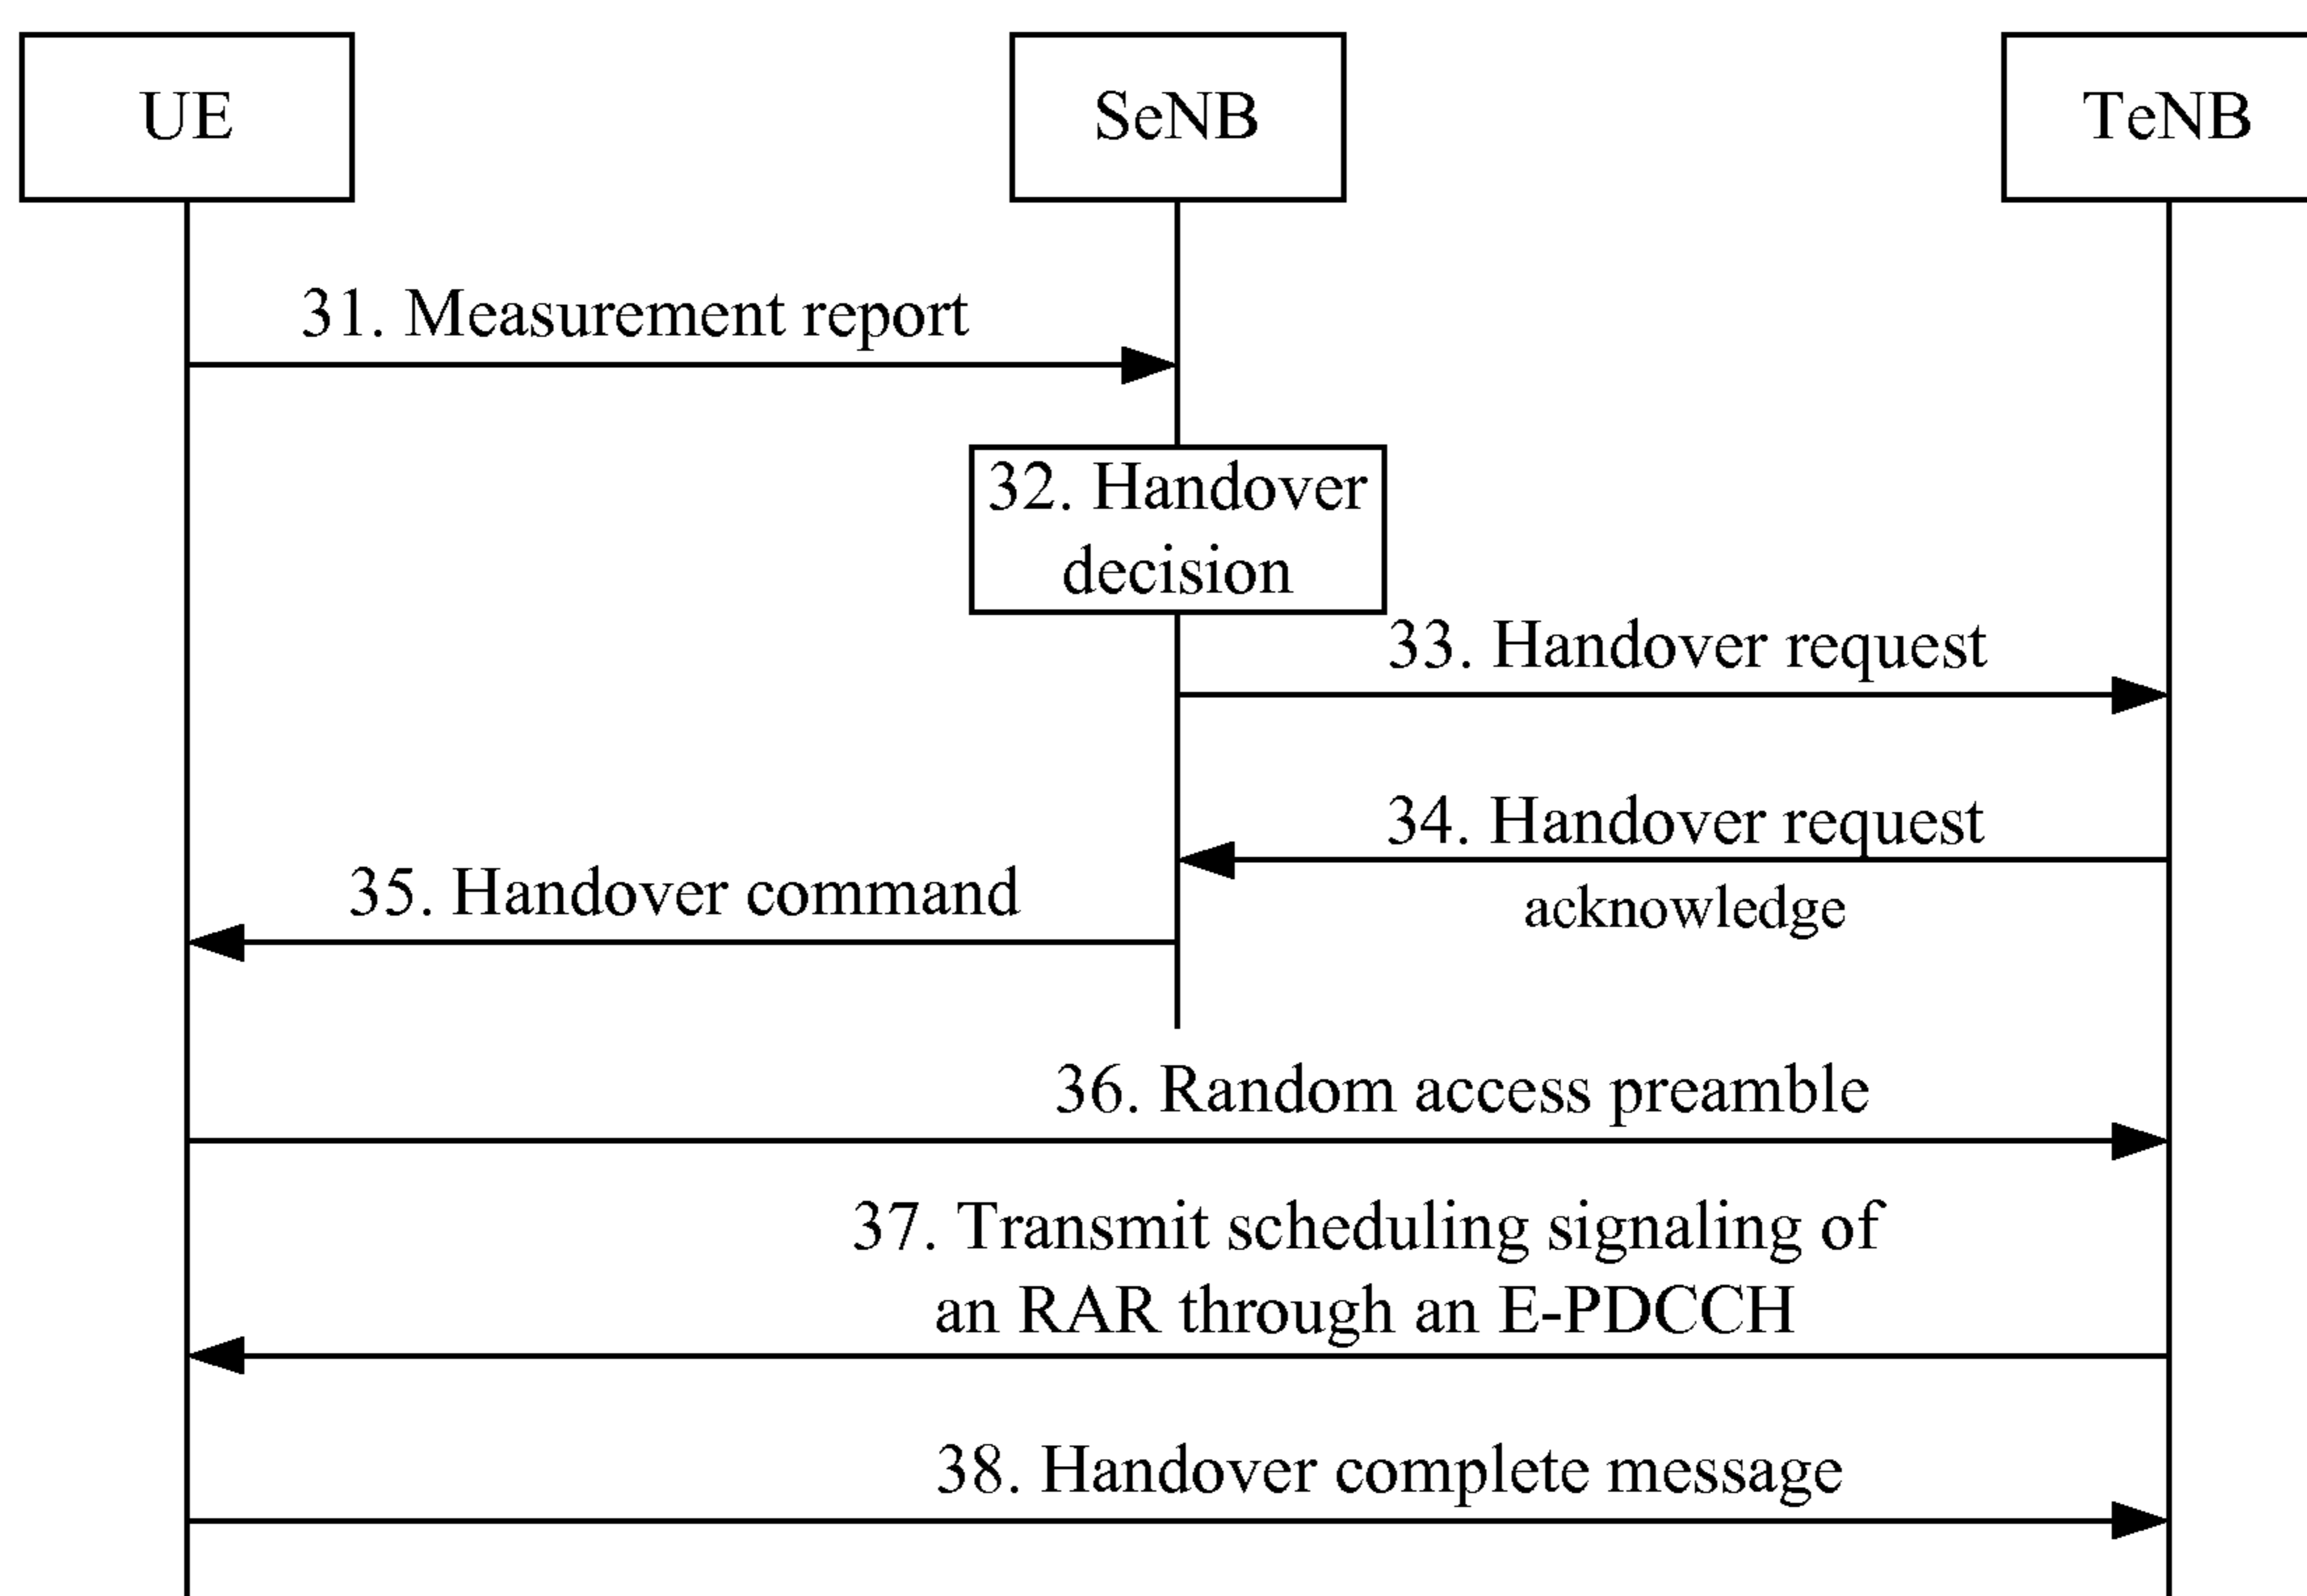 UE
SeNB
TeNB
31. Measurement report
32. Handover
decision
33. Handover request
34. Handover request
acknowledge
35. Handover command
36. Random access preamble
37. Transmit scheduling signaling of
an RAR through an E-PDCCH
38. Handover complete message